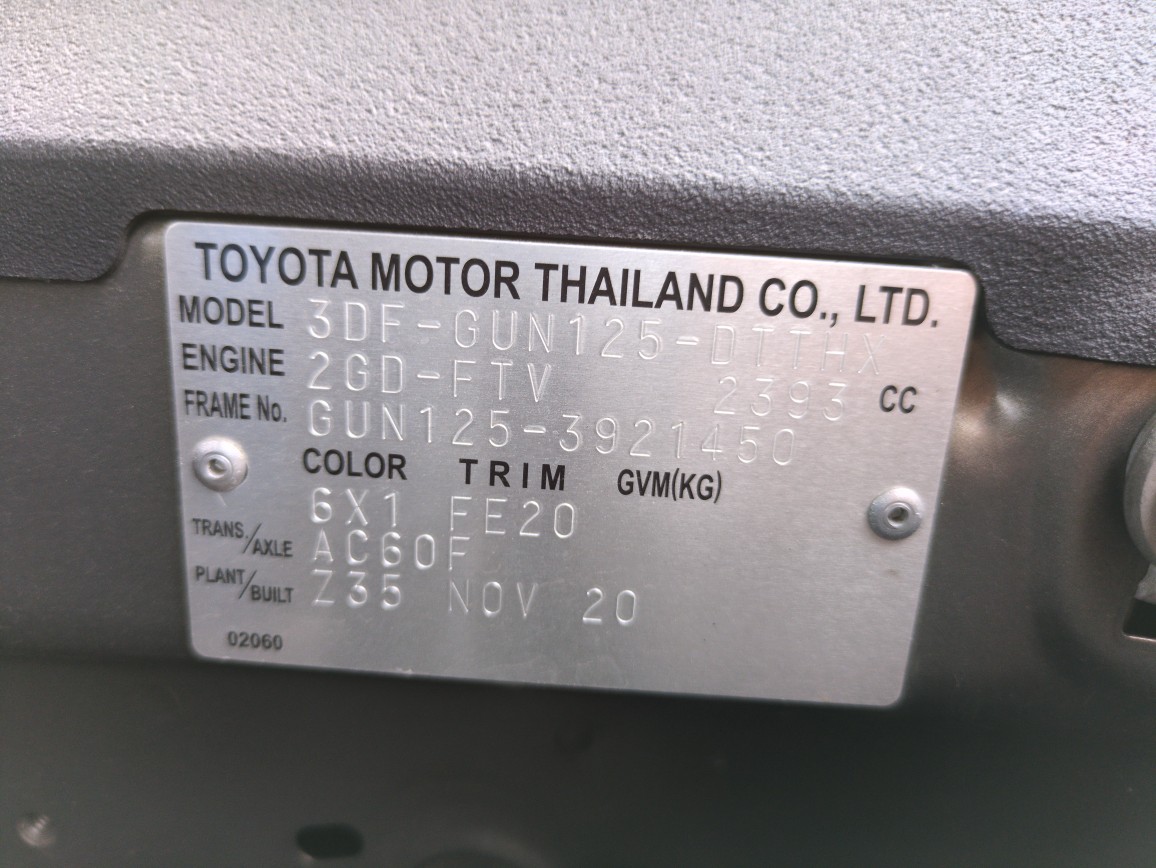 TOYOTA MOTOR THAILAND CO., LTD.
MODEL 3DF-GUN125-DTTHX
ENGINE 2GD-FTV 2393 CC
FRAME No. GUN125-3921450
COLOR TRIM GVM(KG)
6X1 FE20
TRANS./AXLE AC60F
PLANT/BUILT Z35 NOV 20
02060